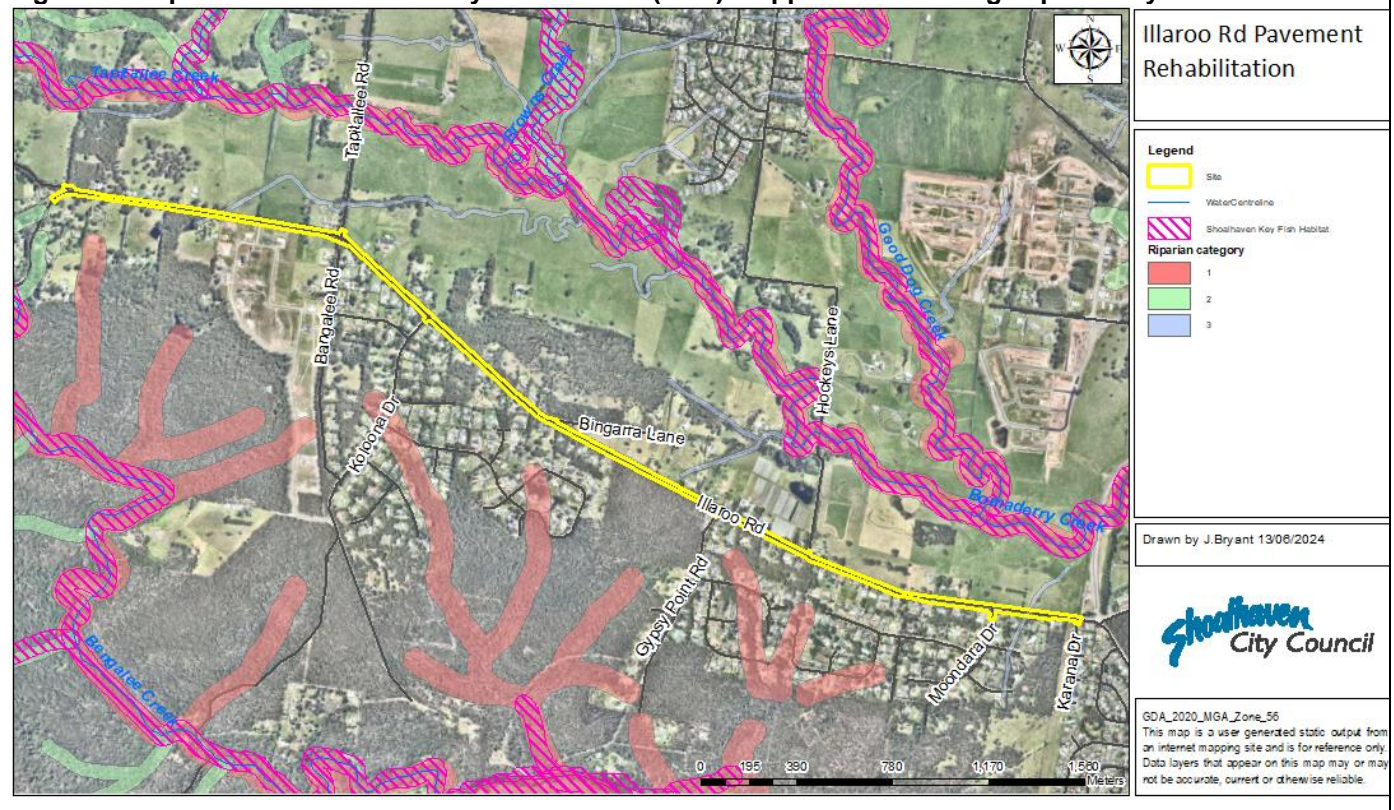 N
W E
S
Tapitallee Creek
Tapitallee Rd
Browns Creek
Good Dog Creek
Bangalee Rd
Koloona Dr
Bingarra Lane
Hockeys Lane
Illaroo Rd
Bomaderry Creek
Gypsy Point Rd
Moondara Dr
Karana Dr
Bengalee Creek
0 195 390 780 1,170 1,560
Meters
Illaroo Rd Pavement
Rehabilitation
Legend
Site
WaterCentreline
Shoalhaven Key Fish Habitat
Riparian category
1
2
3
Drawn by J.Bryant 13/06/2024
Shoalhaven
City Council
GDA_2020_MGA_Zone_56
This map is a user generated static output from
an internet mapping site and is for reference only.
Data layers that appear on this map may or may
not be accurate, current or otherwise reliable.